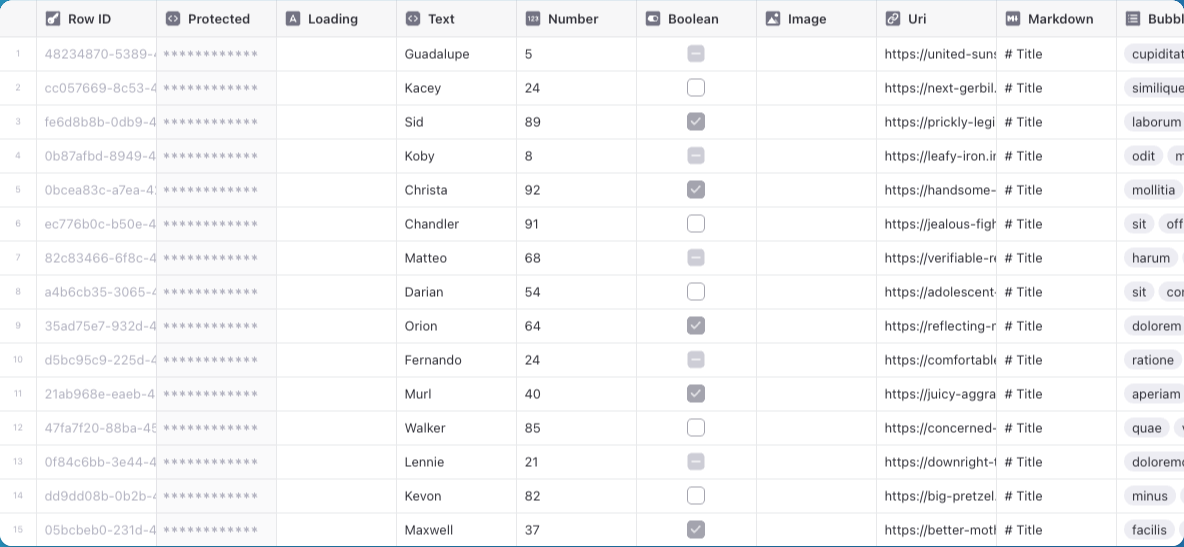 Row ID Protected Loading Text Number Boolean Image Uri Markdown Bubbl
1 48234870-5389- ************ Guadalupe 5 https://united-sun # Title cupiditat
2 cc057669-8c53-4 ************ Kacey 24 https://next-gerbil. # Title similique
3 fe6d8b8b-0db9-4 ************ Sid 89 https://prickly-legi # Title laborum
4 0b87afbd-8949-4 ************ Koby 8 https://leafy-iron.ir # Title odit m
5 0bcea83c-a7ea-4 ************ Christa 92 https://handsome- # Title mollitia
6 ec776b0c-b50e-4 ************ Chandler 91 https://jealous-figh # Title sit off
7 82c83466-6f8c-4 ************ Matteo 68 https://verifiable-r # Title harum
8 a4b6cb35-3065-4 ************ Darian 54 https://adolescent- # Title sit cor
9 35ad75e7-932d-4 ************ Orion 64 https://reflecting-r # Title dolorem
10 d5bc95c9-225d-4 ************ Fernando 24 https://comfortable # Title ratione
11 21ab968e-eaeb-4 ************ Murl 40 https://juicy-aggra # Title aperiam
12 47fa7f20-88ba-45 ************ Walker 85 https://concerned- # Title quae
13 0f84c6bb-3e44-4 ************ Lennie 21 https://downright-t # Title dolorem
14 dd9dd08b-0b2b- ************ Kevon 82 https://big-pretzel. # Title minus
15 05bcbeb0-231d-4 ************ Maxwell 37 https://better-motl # Title facilis